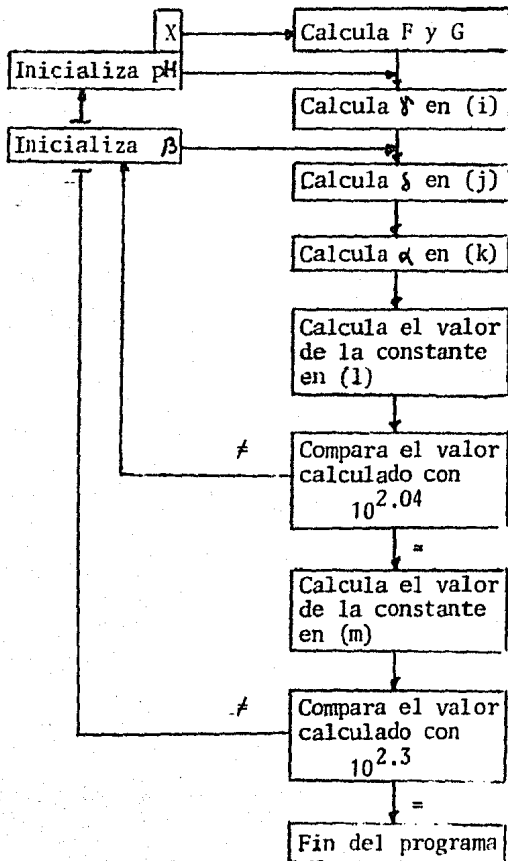 X
Calcula F y G
Inicializa pH
Calcula γ en (i)
Inicializa β
Calcula δ en (j)
Calcula α en (k)
Calcula el valor
de la constante
en (l)
≠
Compara el valor
calculado con
10^2.04
=
Calcula el valor
de la constante
en (m)
≠
Compara el valor
calculado con
10^2.3
=
Fin del programa